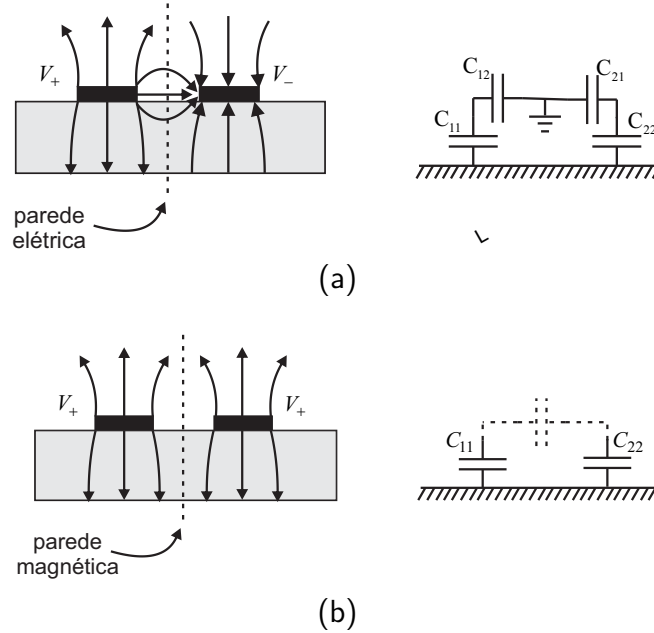 V+
V−
C12
C21
C11
C22
parede
elétrica
L
(a)
V+
V+
C11
C22
parede
magnética
(b)